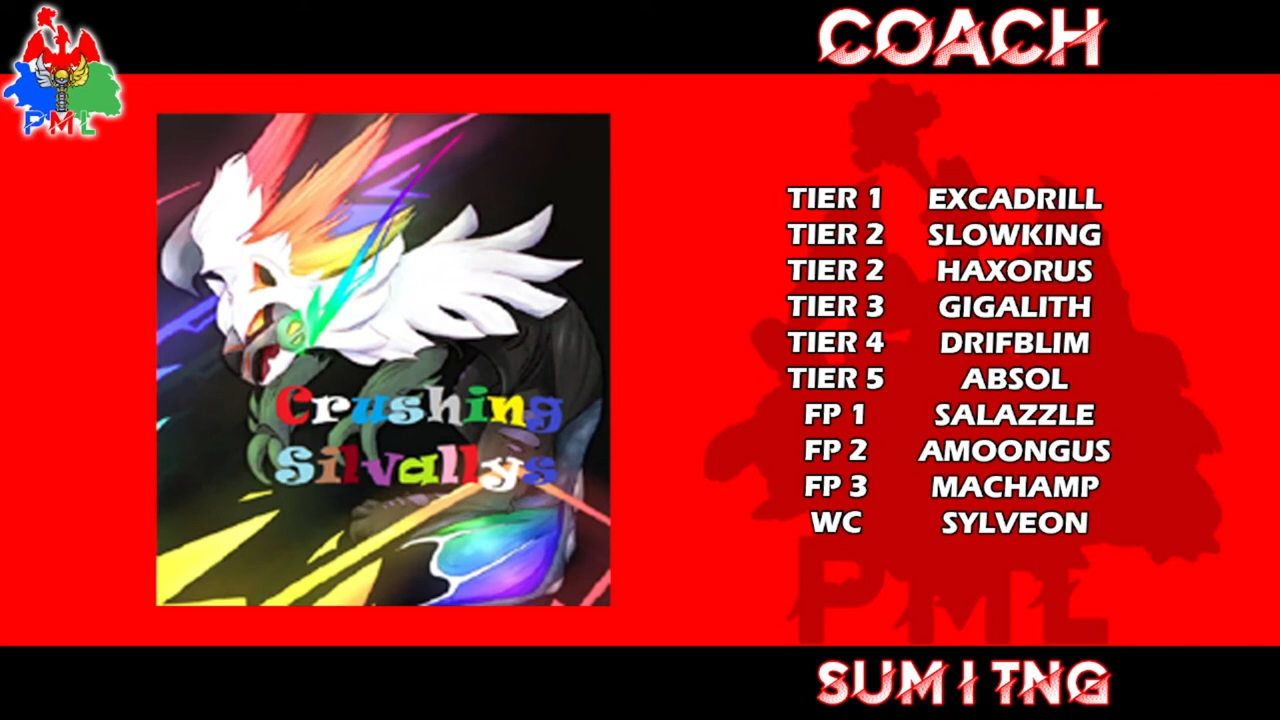 PML
COACH
Crushing
Silvallys
TIER 1 EXCADRILL
TIER 2 SLOWKING
TIER 2 HAXORUS
TIER 3 GIGALITH
TIER 4 DRIFBLIM
TIER 5 ABSOL
FP 1 SALAZZLE
FP 2 AMOONGUS
FP 3 MACHAMP
WC SYLVEON
PML
SUM I TNG